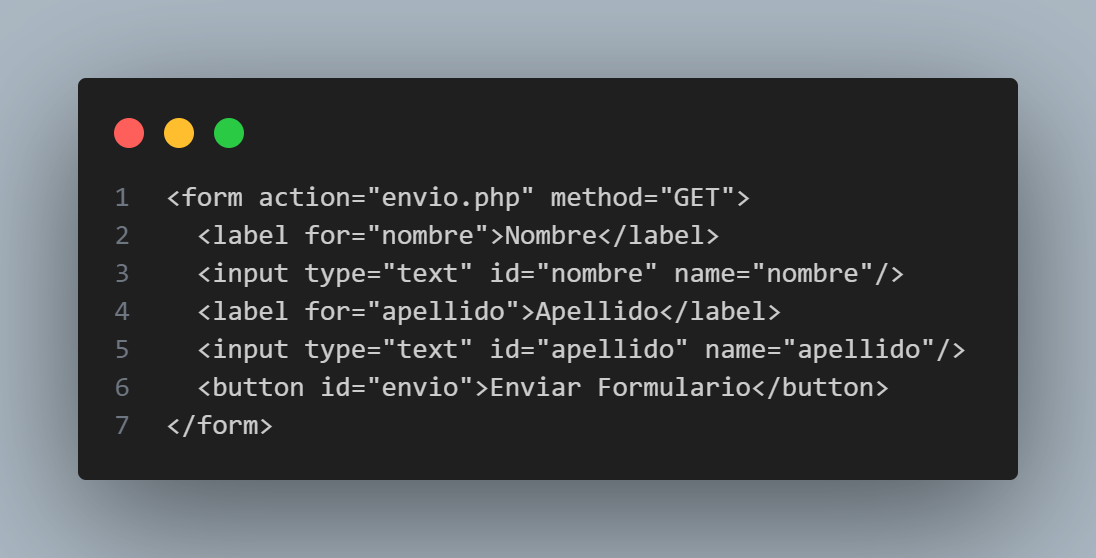 1 <form action="envio.php" method="GET">
2   <label for="nombre">Nombre</label>
3   <input type="text" id="nombre" name="nombre"/>
4   <label for="apellido">Apellido</label>
5   <input type="text" id="apellido" name="apellido"/>
6   <button id="envio">Enviar Formulario</button>
7 </form>